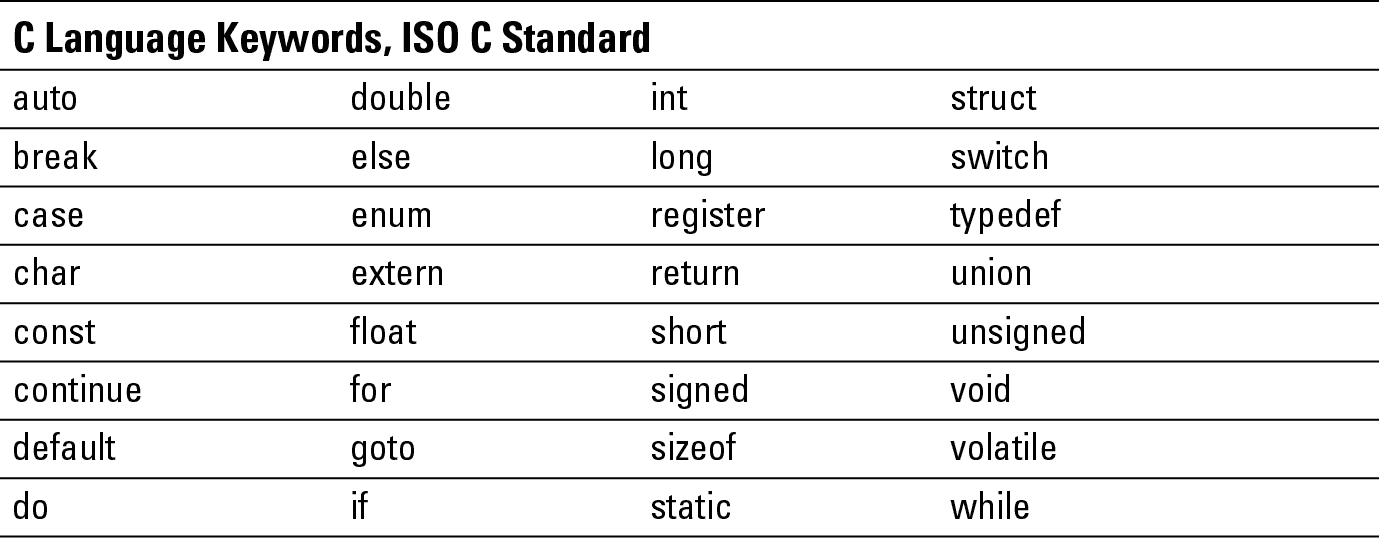 C Language Keywords, ISO C Standard
auto double int struct
break else long switch
case enum register typedef
char extern return union
const float short unsigned
continue for signed void
default goto sizeof volatile
do if static while